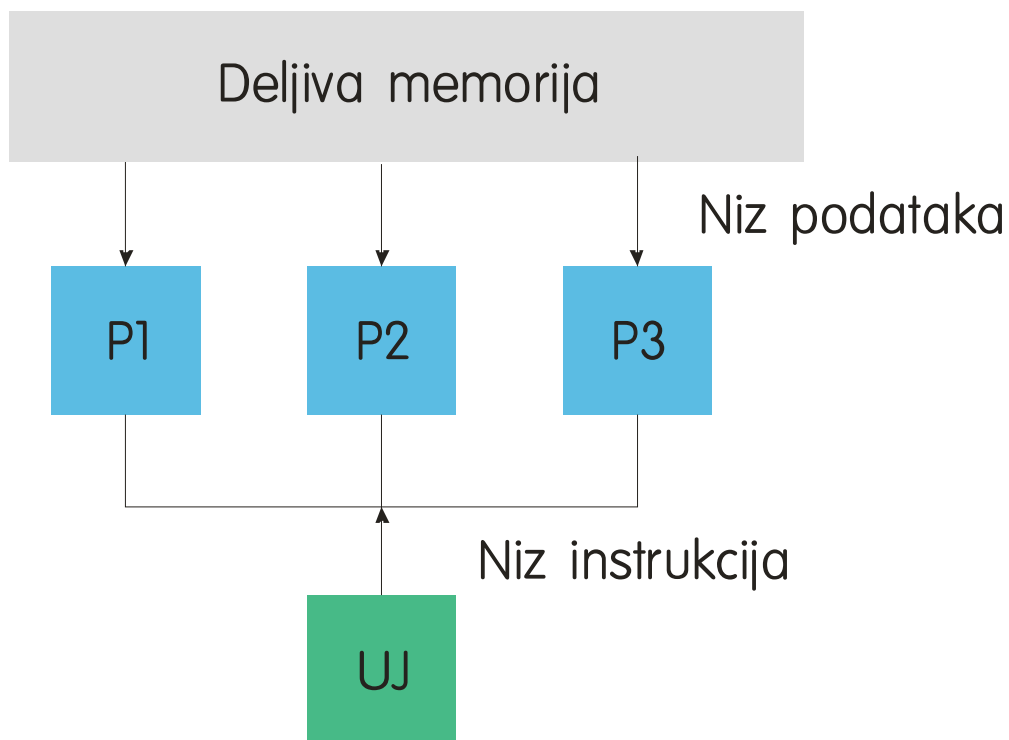 Deljiva memorija
Niz podataka
P1
P2
P3
Niz instrukcija
UJ